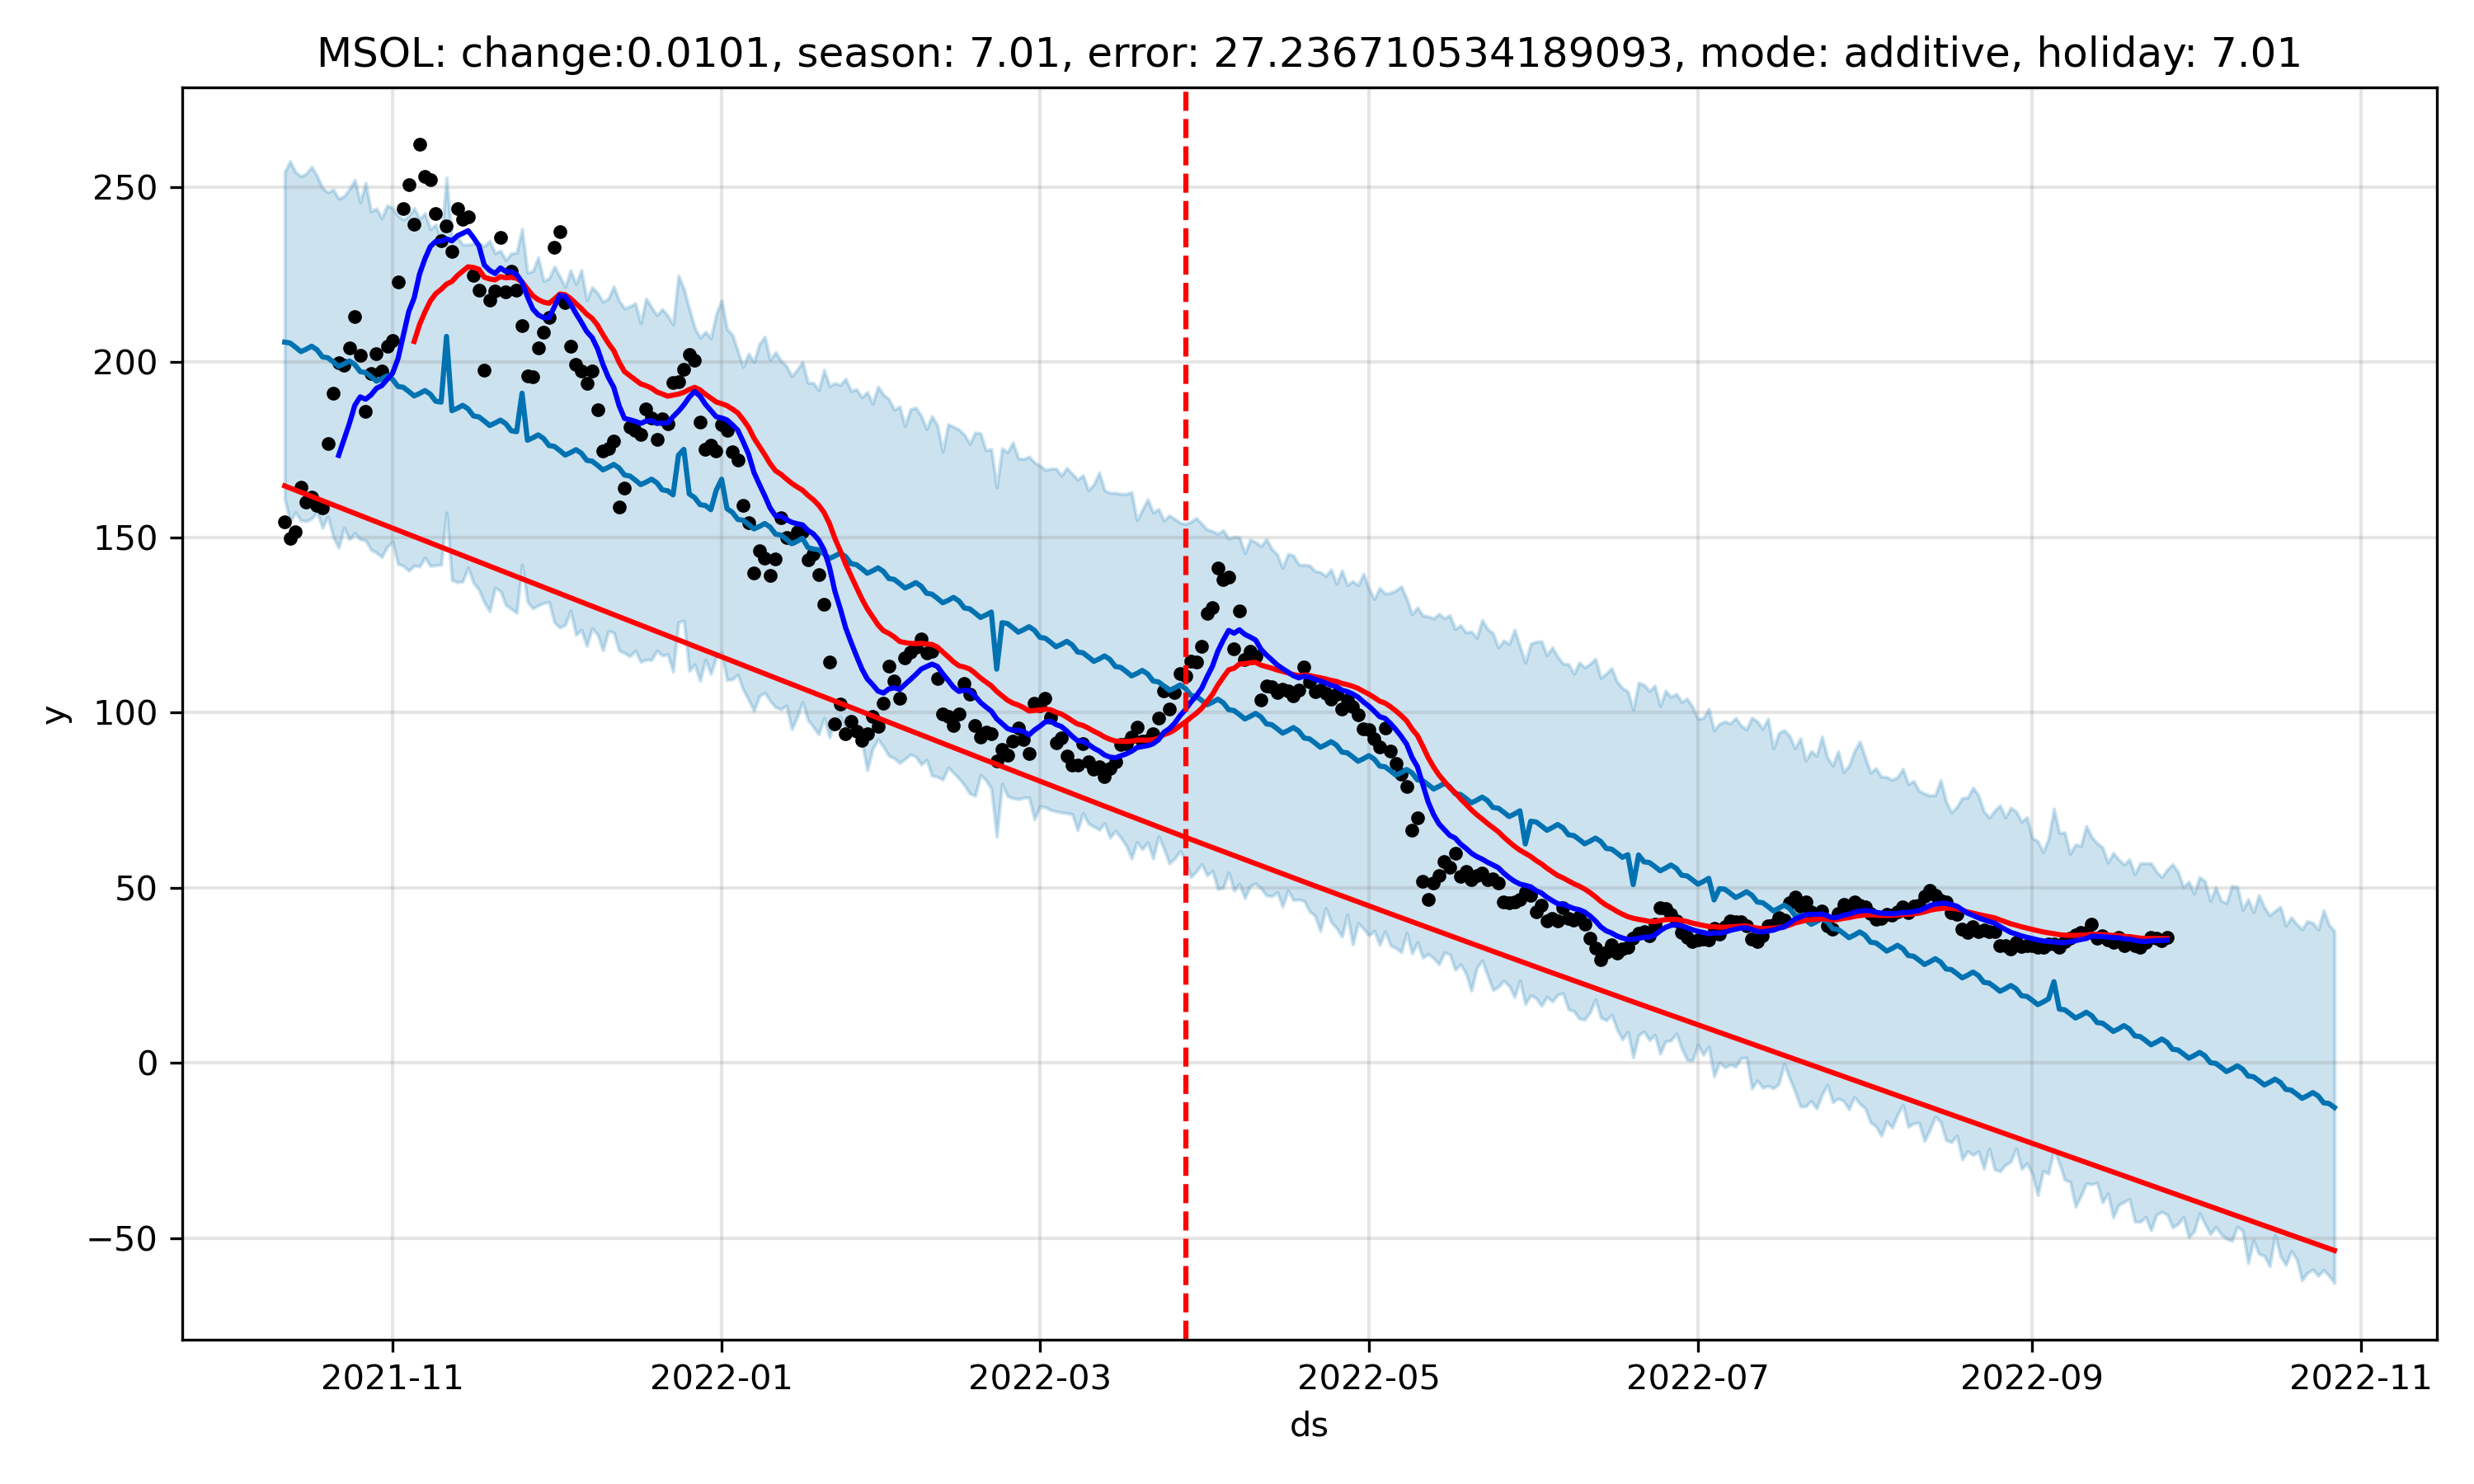 MSOL: change:0.0101, season: 7.01, error: 27.236710534189093, mode: additive, holiday: 7.01
250
200
150
100
50
0
−50
y
2021-11 2022-01 2022-03 2022-05 2022-07 2022-09 2022-11
ds